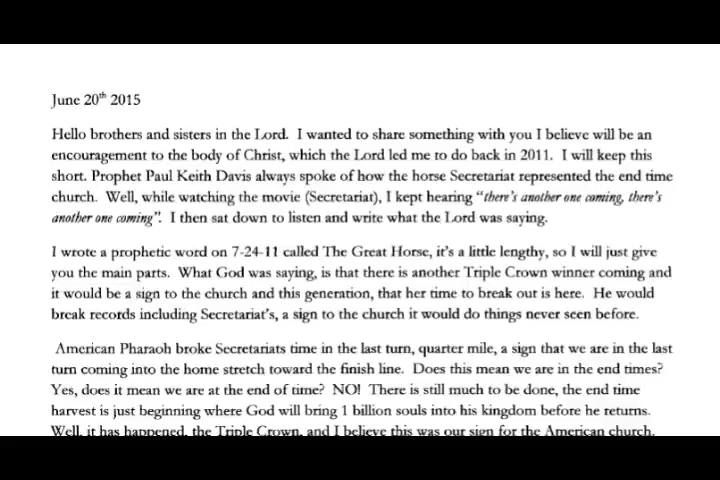 June 20th 2015
Hello brothers and sisters in the Lord. I wanted to share something with you I believe will be an
encouragement to the body of Christ, which the Lord led me to do back in 2011. I will keep this
short. Prophet Paul Keith Davis always spoke of how the horse Secretariat represented the end time
church. Well, while watching the movie (Secretariat), I kept hearing “there's another one coming, there's
another one coming”. I then sat down to listen and write what the Lord was saying.
I wrote a prophetic word on 7-24-11 called The Great Horse, it's a little lengthy, so I will just give
you the main parts. What God was saying, is that there is another Triple Crown winner coming and
it would be a sign to the church and this generation, that her time to break out is here. He would
break records including Secretariat's, a sign to the church it would do things never seen before.
American Pharaoh broke Secretariats time in the last turn, quarter mile, a sign that we are in the last
turn coming into the home stretch toward the finish line. Does this mean we are in the end times?
Yes, does it mean we are at the end of time? NO! There is still much to be done, the end time
harvest is just beginning where God will bring 1 billion souls into his kingdom before he returns.
Well, it has happened, the Triple Crown, and I believe this was our sign for the American church.